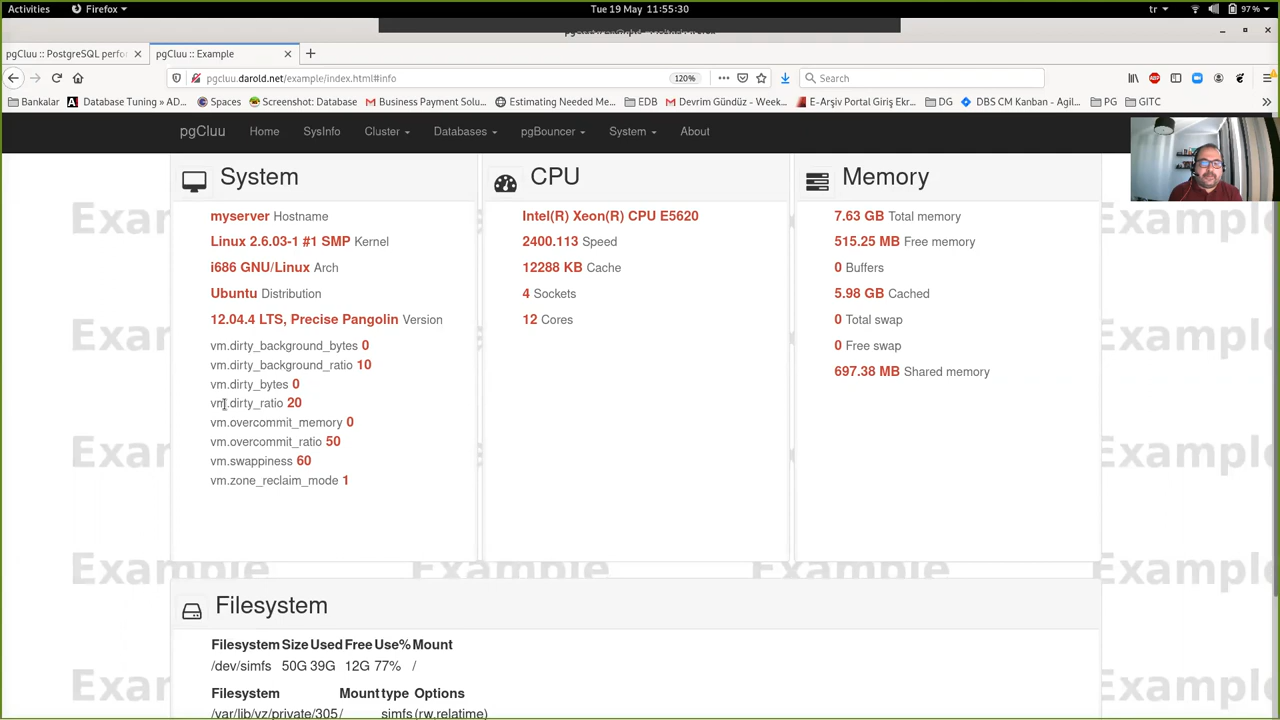 Activities Firefox Tue 19 May 11:55:30 tr 97%
pgCluu :: PostgreSQL perfo pgCluu :: Example
pgcluu.darold.net/example/index.html#info 120% Search
Bankalar Database Tuning » AD... Spaces Screenshot: Database Business Payment Solu... Estimating Needed Me... EDB Devrim Gündüz - Week... E-Arşiv Portal Giriş Ekr... DG DBS CM Kanban - Agil... PG GITC
pgCluu Home SysInfo Cluster Databases pgBouncer System About
System
myserver Hostname
Linux 2.6.03-1 #1 SMP Kernel
i686 GNU/Linux Arch
Ubuntu Distribution
12.04.4 LTS, Precise Pangolin Version
vm.dirty_background_bytes 0
vm.dirty_background_ratio 10
vm.dirty_bytes 0
vm.dirty_ratio 20
vm.overcommit_memory 0
vm.overcommit_ratio 50
vm.swappiness 60
vm.zone_reclaim_mode 1
CPU
Intel(R) Xeon(R) CPU E5620
2400.113 Speed
12288 KB Cache
4 Sockets
12 Cores
Memory
7.63 GB Total memory
515.25 MB Free memory
0 Buffers
5.98 GB Cached
0 Total swap
0 Free swap
697.38 MB Shared memory
Example Example Example Example
Filesystem
Filesystem Size Used Free Use% Mount
/dev/simfs 50G 39G 12G 77% /
Filesystem Mount type Options
/var/lib/vz/private/305 / simfs (rw,relatime)